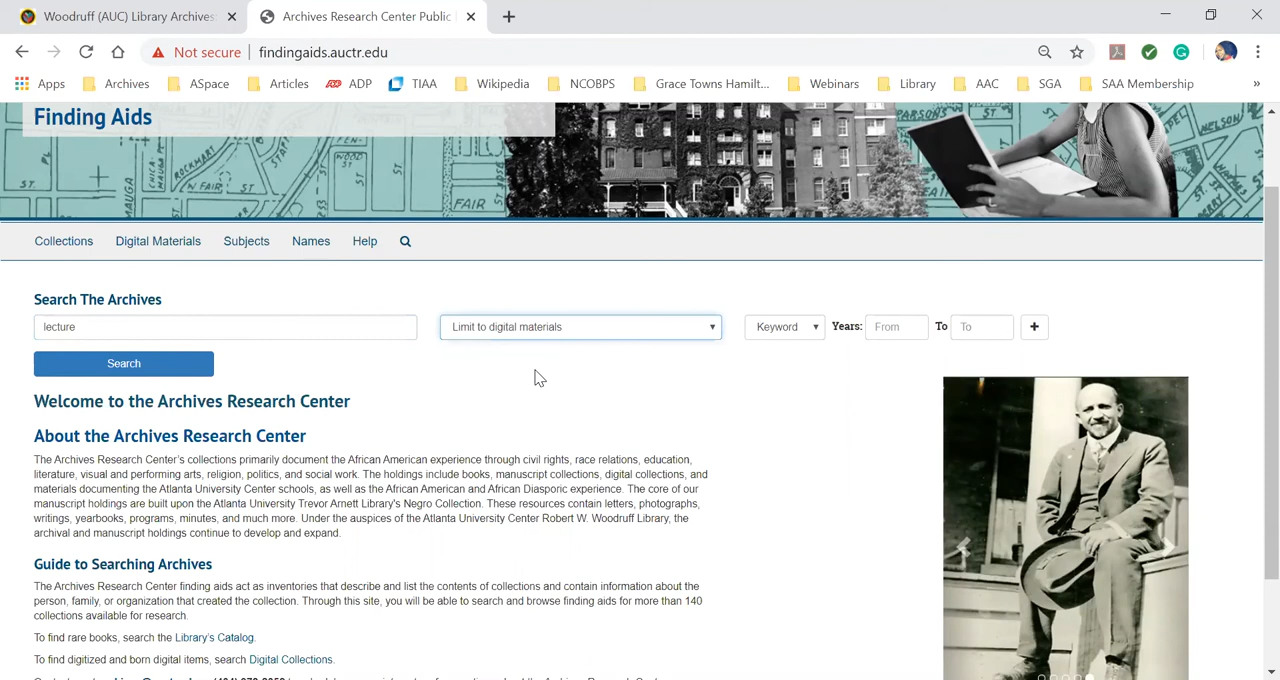 Woodruff (AUC) Library Archives
Archives Research Center Public
Not secure
findingaids.auctr.edu
Apps
Archives
ASpace
Articles
ADP
TIAA
Wikipedia
NCOBPS
Grace Towns Hamilt...
Webinars
Library
AAC
SGA
SAA Membership
»
Finding Aids
PARSONS
NELSON
ST.
MAUGA
CHICA-
MAUGA
N FAIR ST.
FAIR ST.
Collections
Digital Materials
Subjects
Names
Help
Search The Archives
lecture
Limit to digital materials
Keyword
Years:
From
To
To
+
Search
Welcome to the Archives Research Center
About the Archives Research Center
The Archives Research Center's collections primarily document the African American experience through civil rights, race relations, education,
literature, visual and performing arts, religion, politics, and social work. The holdings include books, manuscript collections, digital collections, and
materials documenting the Atlanta University Center schools, as well as the African American and African Diasporic experience. The core of our
manuscript holdings are built upon the Atlanta University Trevor Arnett Library's Negro Collection. These resources contain letters, photographs,
writings, yearbooks, programs, minutes, and much more. Under the auspices of the Atlanta University Center Robert W. Woodruff Library, the
archival and manuscript holdings continue to develop and expand.
Guide to Searching Archives
The Archives Research Center finding aids act as inventories that describe and list the contents of collections and contain information about the
person, family, or organization that created the collection. Through this site, you will be able to search and browse finding aids for more than 140
collections available for research.
To find rare books, search the Library's Catalog.
To find digitized and born digital items, search Digital Collections.